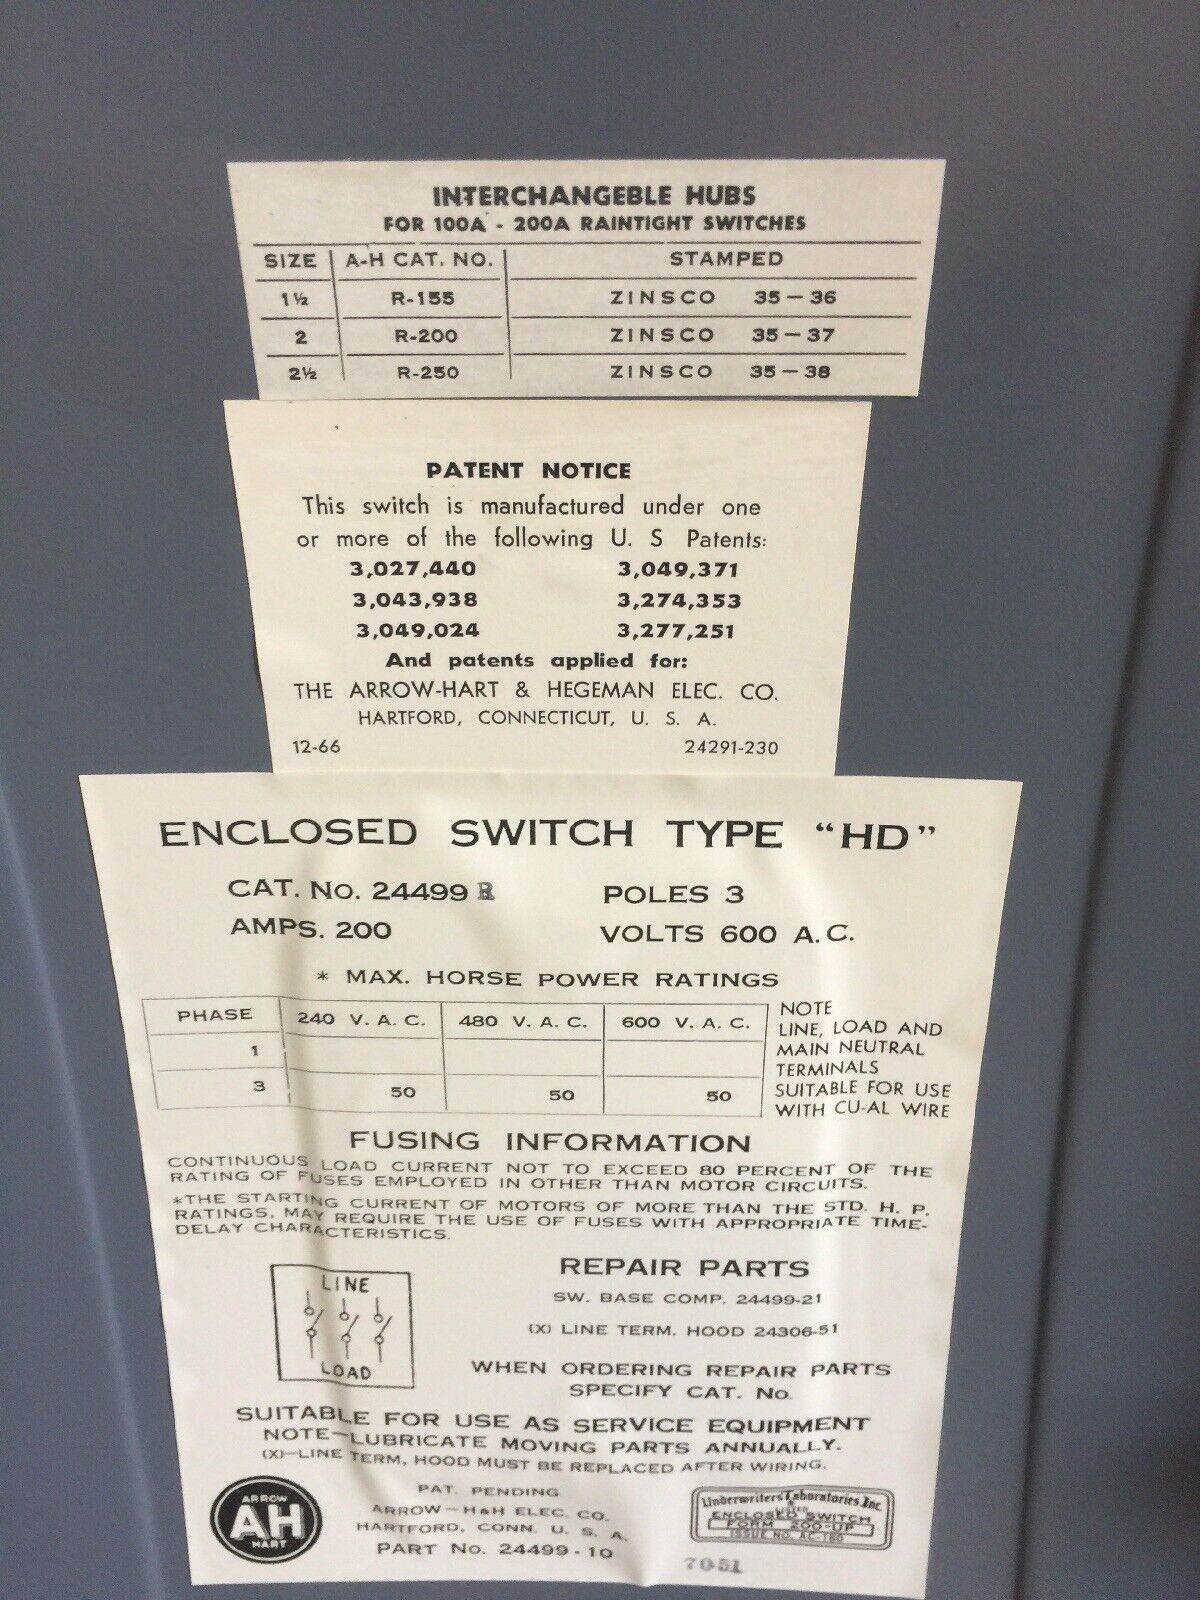 INTERCHANGEBLE HUBS
FOR 100A - 200A RAINTIGHT SWITCHES
SIZE A-H CAT. NO. STAMPED
1½ R-155 ZINSCO 35-36
2 R-200 ZINSCO 35-37
2½ R-250 ZINSCO 35-38
PATENT NOTICE
This switch is manufactured under one
or more of the following U. S Patents:
3,027,440 3,049,371
3,043,938 3,274,353
3,049,024 3,277,251
And patents applied for:
THE ARROW-HART & HEGEMAN ELEC. CO.
HARTFORD, CONNECTICUT, U. S. A.
12-66 24291-230
ENCLOSED SWITCH TYPE "HD"
CAT. No. 24499 R POLES 3
AMPS. 200 VOLTS 600 A.C.
* MAX. HORSE POWER RATINGS
PHASE 240 V. A. C. 480 V. A. C. 600 V. A. C.
1
3 50 50 50
NOTE
LINE, LOAD AND
MAIN NEUTRAL
TERMINALS
SUITABLE FOR USE
WITH CU-AL WIRE
FUSING INFORMATION
CONTINUOUS LOAD CURRENT NOT TO EXCEED 80 PERCENT OF THE
RATING OF FUSES EMPLOYED IN OTHER THAN MOTOR CIRCUITS.
*THE STARTING CURRENT OF MOTORS OF MORE THAN THE STD. H. P.
RATINGS, MAY REQUIRE THE USE OF FUSES WITH APPROPRIATE TIME-
DELAY CHARACTERISTICS.
LINE
LOAD
REPAIR PARTS
SW. BASE COMP. 24499-21
(X) LINE TERM. HOOD 24306-51
WHEN ORDERING REPAIR PARTS
SPECIFY CAT. No.
SUITABLE FOR USE AS SERVICE EQUIPMENT
NOTE-LUBRICATE MOVING PARTS ANNUALLY.
(X)-LINE TERM, HOOD MUST BE REPLACED AFTER WIRING.
ARROW
AH
HART
PAT. PENDING
ARROW-H&H ELEC. CO.
HARTFORD, CONN. U. S. A.
PART No. 24499-10
Underwriters Laboratories Inc.
LISTED
ENCLOSED SWITCH
FORM 200-UP
ISSUE NO. AC-780
7051